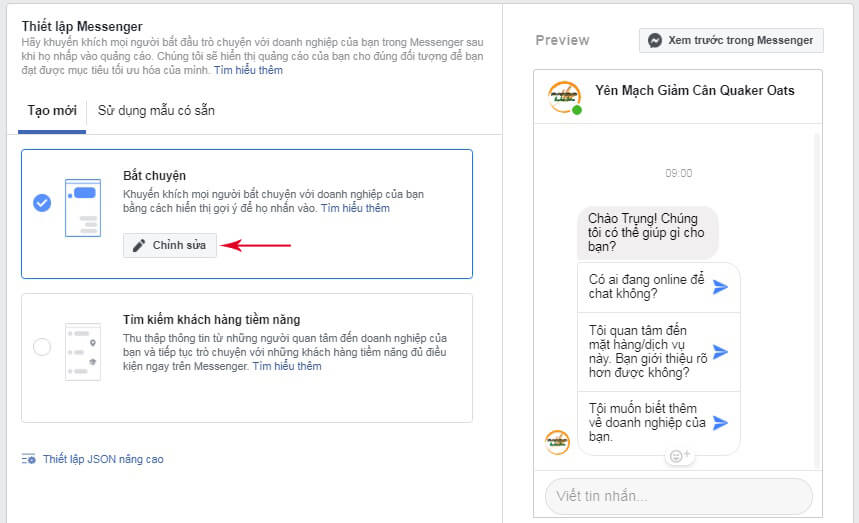 Thiết lập Messenger
Hãy khuyến khích mọi người bắt đầu trò chuyện với doanh nghiệp của bạn trong Messenger sau
khi họ nhấp vào quảng cáo. Chúng tôi sẽ hiển thị quảng cáo của bạn cho đúng đối tượng để bạn
đạt được mục tiêu tối ưu hóa của mình. Tìm hiểu thêm
Tạo mới
Sử dụng mẫu có sẵn
Bắt chuyện
Khuyến khích mọi người bắt chuyện với doanh nghiệp của bạn
bằng cách hiển thị gợi ý để họ nhấn vào. Tìm hiểu thêm
Chỉnh sửa
Tìm kiếm khách hàng tiềm năng
Thu thập thông tin từ những người quan tâm đến doanh nghiệp của
bạn và tiếp tục trò chuyện với những khách hàng tiềm năng đủ điều
kiện ngay trên Messenger. Tìm hiểu thêm
Thiết lập JSON nâng cao
Preview
Xem trước trong Messenger
Yên Mạch Giảm Cân Quaker Oats
09:00
Chào Trung! Chúng
tôi có thể giúp gì cho
bạn?
Có ai đang online để
chat không?
Tôi quan tâm đến
mặt hàng/dịch vụ
này. Bạn giới thiệu rõ
hơn được không?
Tôi muốn biết thêm
về doanh nghiệp của
bạn.
Viết tin nhắn...